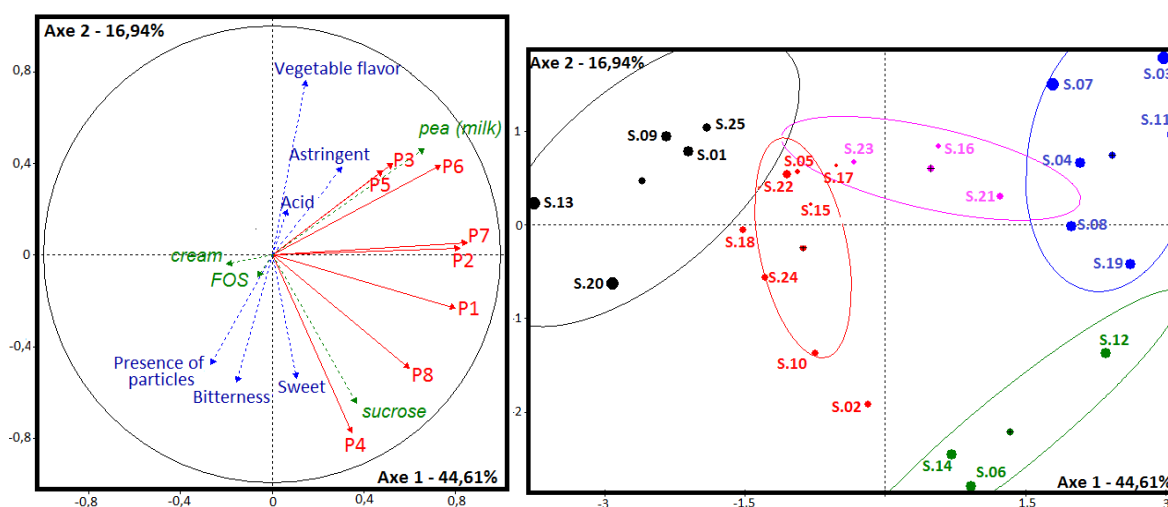 Axe 2 - 16,94%
0,8
Vegetable flavor
pea (milk)
0,4
Astringent
P3
P6
P5
Acid
P7
0
cream
P2
FOS
P1
-0,4
Presence of
particles
Bitterness
Sweet
P8
sucrose
P4
-0,8
Axe 1 - 44,61%
-0,8
-0,4
0
0,4
0,8
Axe 2 - 16,94%
S.03
S.07
S.25
S.11
1
S.09
S.01
S.05
S.23
S.16
S.04
S.17
S.22
S.13
S.15
S.21
0
S.18
S.08
S.24
S.19
S.20
-1
S.10
S.12
S.02
-2
S.14
S.06
Axe 1 - 44,61%
-3
-1.5
0
1.5
3